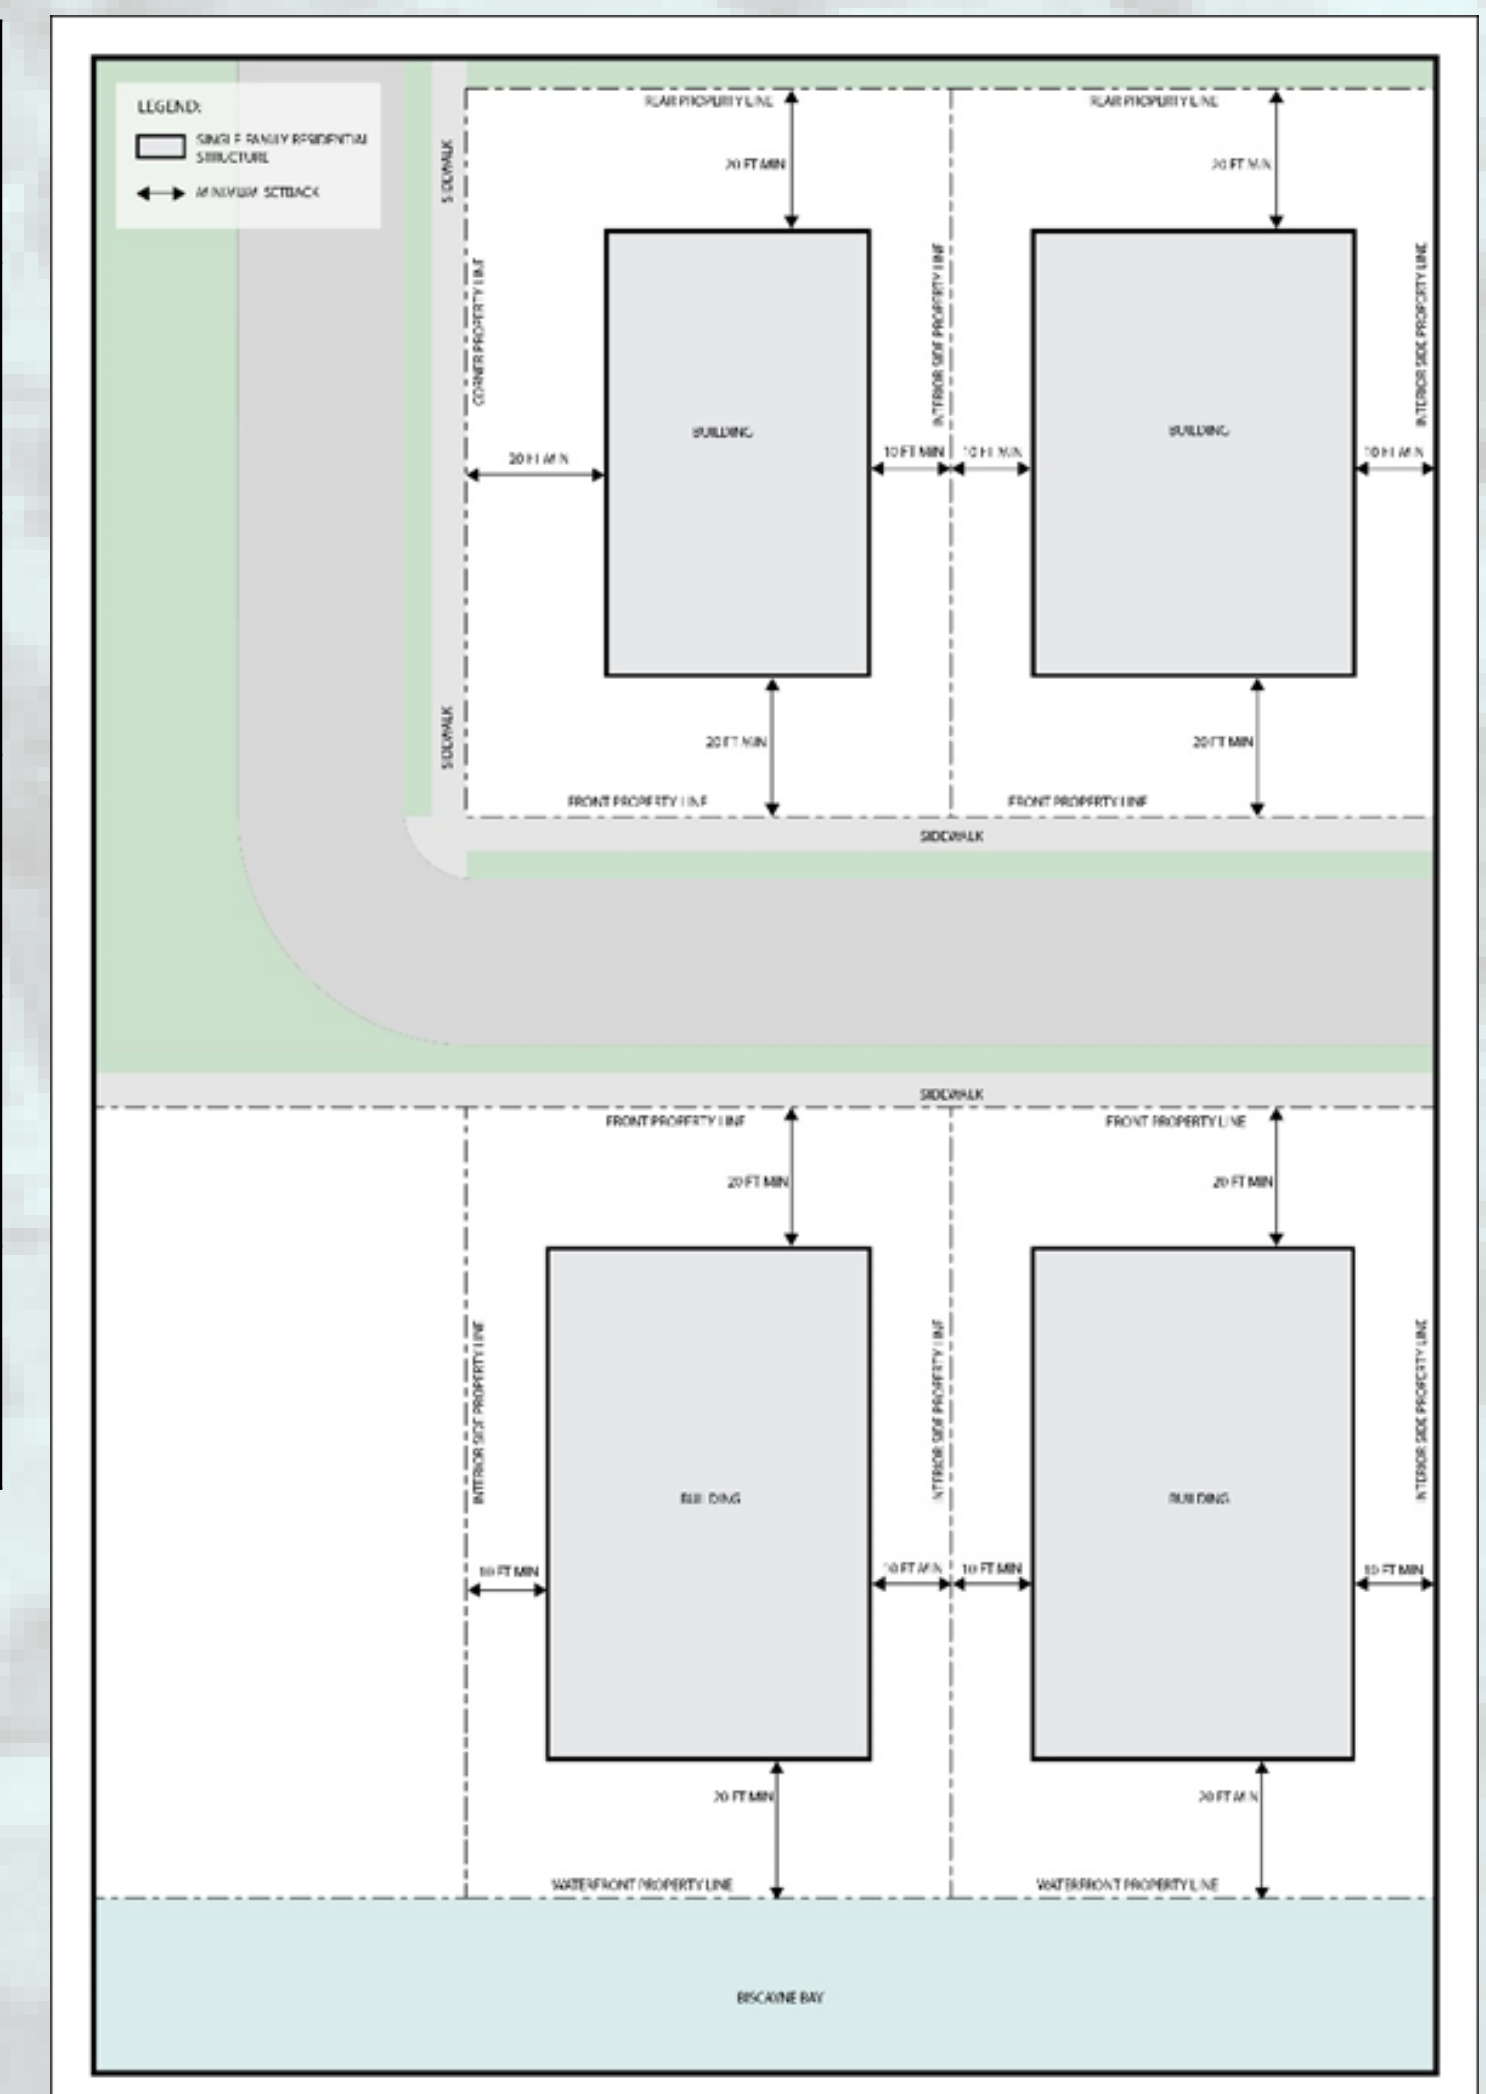 LEGEND:
SINGLE FAMILY RESIDENTIAL
STRUCTURE
MINIMUM SETBACK
SIDEWALK
REAR PROPERTY LINE
REAR PROPERTY LINE
20 FT MIN
20 FT MIN
CORNER PROPERTY LINE
INTERIOR SIDE PROPERTY LINE
INTERIOR SIDE PROPERTY LINE
BUILDING
BUILDING
20 FT MIN
10 FT MIN
10 FT MIN
10 FT MIN
SIDEWALK
20 FT MIN
20 FT MIN
FRONT PROPERTY LINE
FRONT PROPERTY LINE
SIDEWALK
SIDEWALK
FRONT PROPERTY LINE
FRONT PROPERTY LINE
20 FT MIN
20 FT MIN
INTERIOR SIDE PROPERTY LINE
INTERIOR SIDE PROPERTY LINE
INTERIOR SIDE PROPERTY LINE
BUILDING
BUILDING
10 FT MIN
10 FT MIN
10 FT MIN
10 FT MIN
20 FT MIN
20 FT MIN
WATERFRONT PROPERTY LINE
WATERFRONT PROPERTY LINE
BISCAYNE BAY